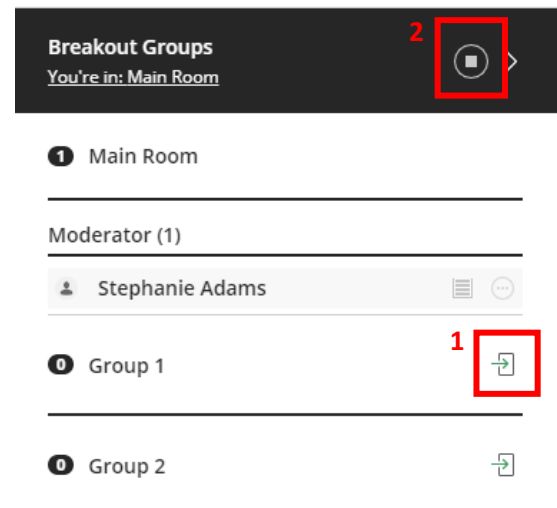 Breakout Groups
2
You're in: Main Room
1 Main Room
Moderator (1)
Stephanie Adams
1
0 Group 1
0 Group 2